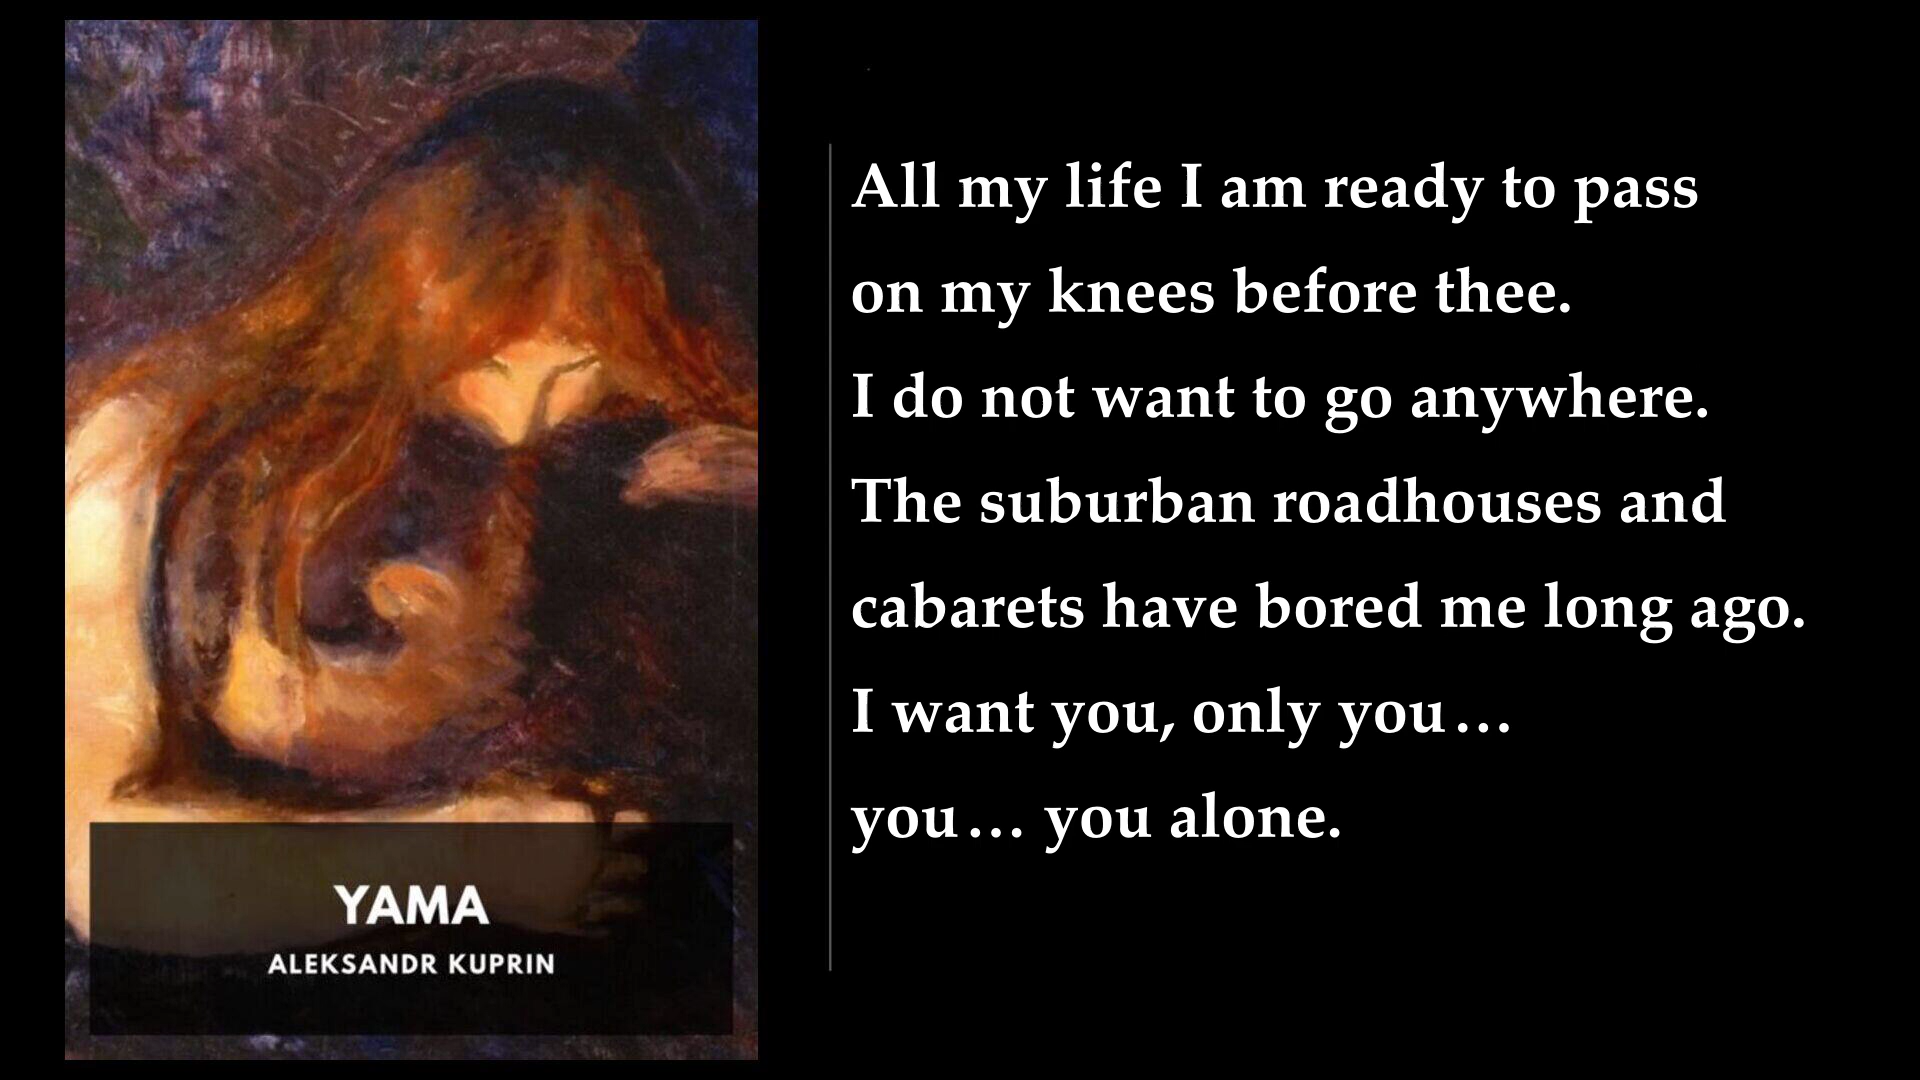 YAMA
ALEKSANDR KUPRIN
All my life I am ready to pass
on my knees before thee.
I do not want to go anywhere.
The suburban roadhouses and
cabarets have bored me long ago.
I want you, only you…
you… you alone.